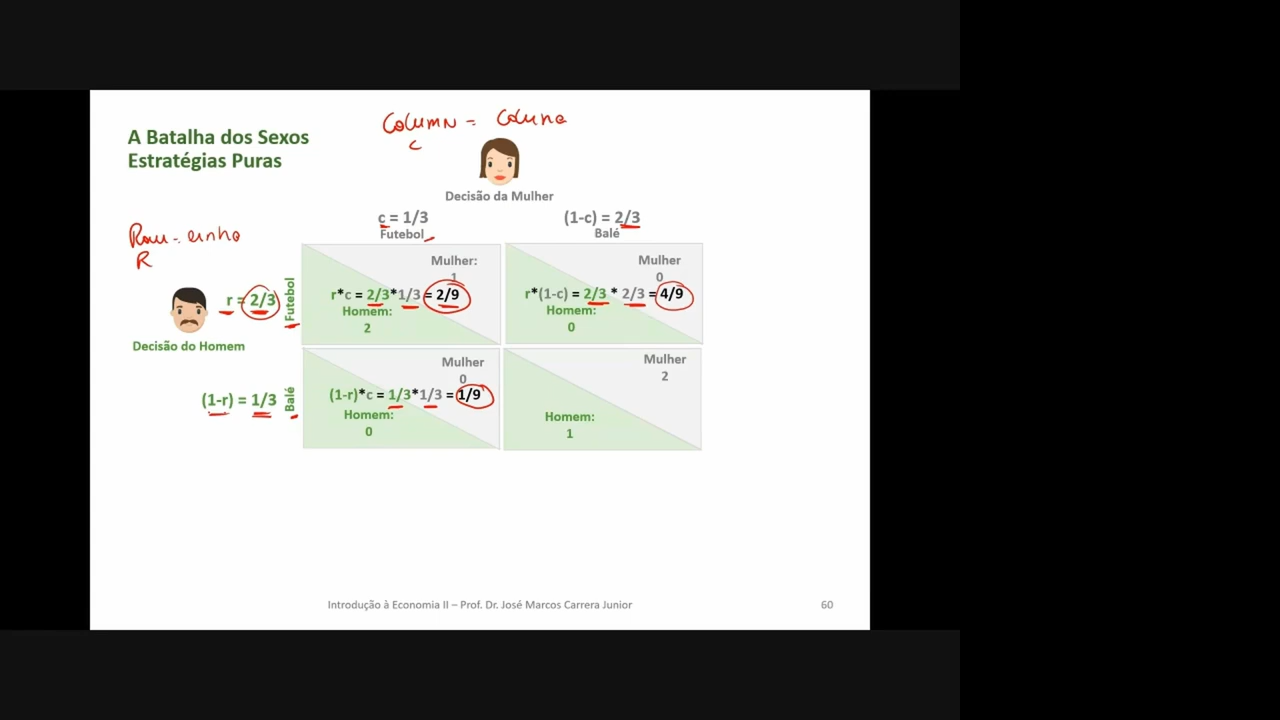 COLUMN = COLUNA
C
A Batalha dos Sexos
Estratégias Puras
Decisão da Mulher
c = 1/3
Futebol
(1-c) = 2/3
Balé
Row = Linha
R
r = 2/3
Futebol
Decisão do Homem
Mulher:
1
r*c = 2/3*1/3 = 2/9
Homem:
2
Mulher
0
r*(1-c) = 2/3 * 2/3 = 4/9
Homem:
0
(1-r) = 1/3
Balé
Mulher
0
(1-r)*c = 1/3*1/3 = 1/9
Homem:
0
Mulher
2
Homem:
1
Introdução à Economia II – Prof. Dr. José Marcos Carrera Junior
60